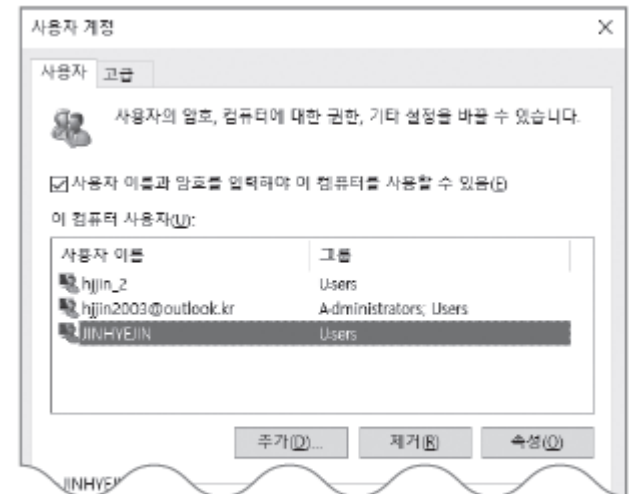 사용자 계정
사용자 고급
사용자의 암호, 컴퓨터에 대한 권한, 기타 설정을 바꿀 수 있습니다.
사용자 이름과 암호를 입력해야 이 컴퓨터를 사용할 수 있음(E)
이 컴퓨터 사용자(U):
사용자 이름 그룹
hjjin_2 Users
hjjin2003@outlook.kr Administrators; Users
JINHYEJIN Users
추가(D)... 제거(R) 속성(O)